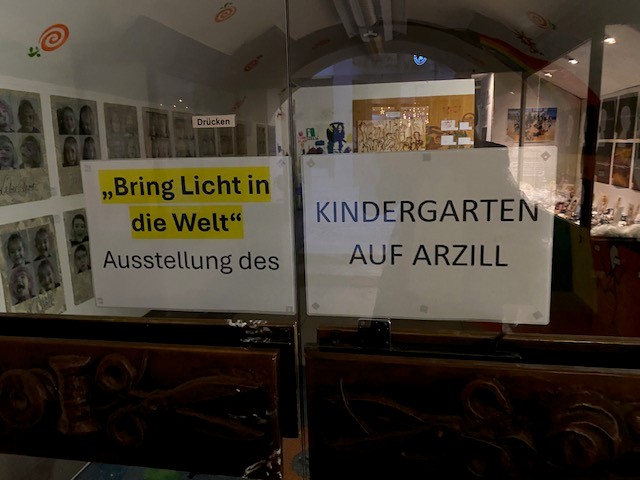 Drücken
„Bring Licht in
die Welt“
Ausstellung des
KINDERGARTEN
AUF ARZILL